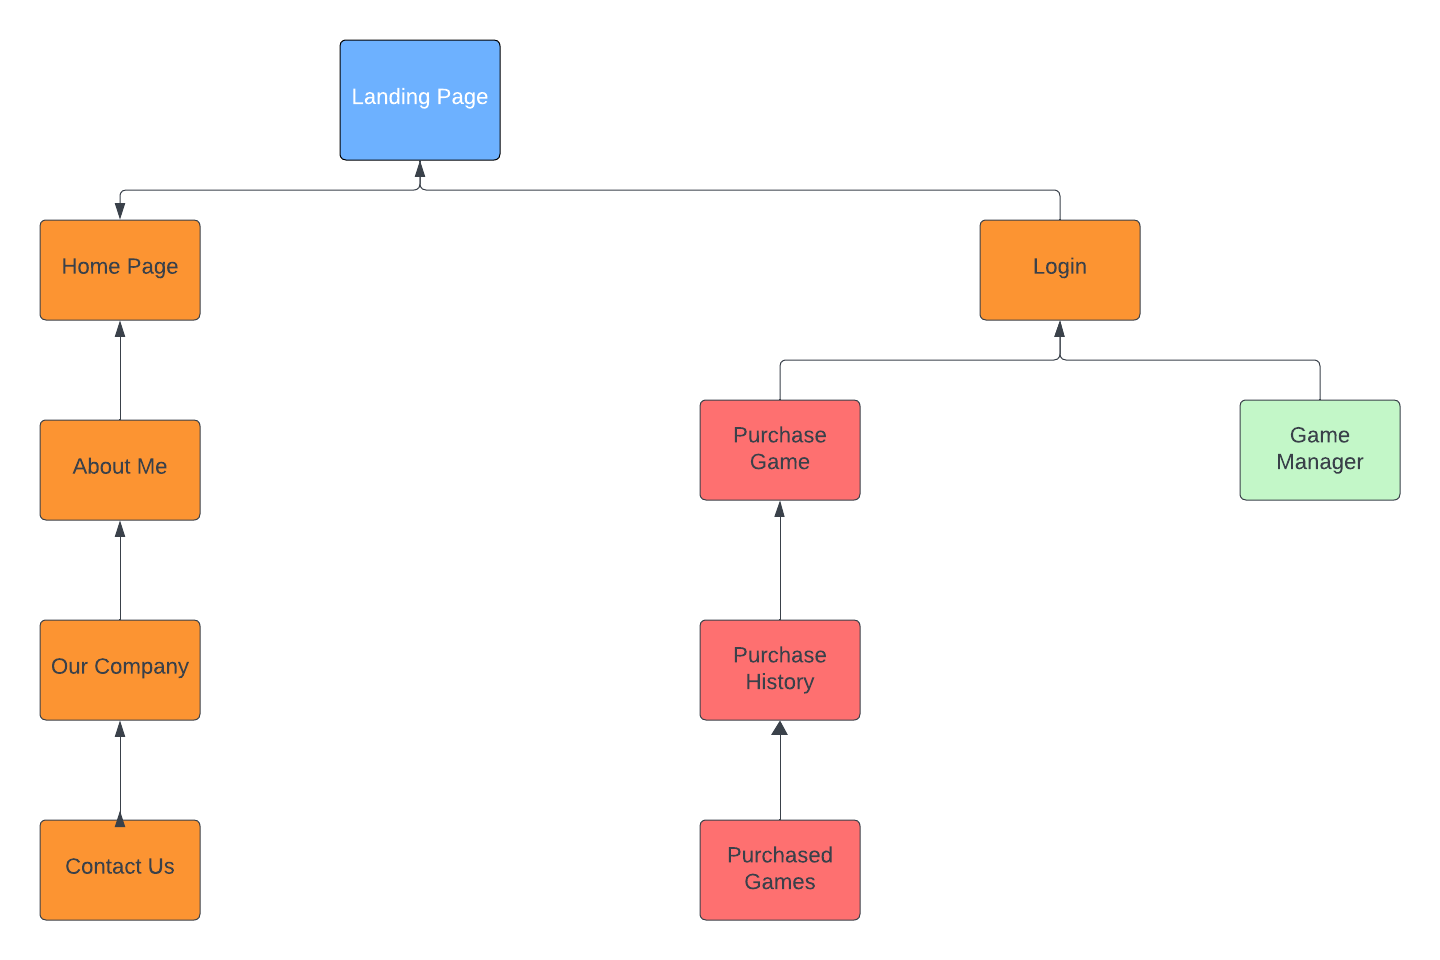 Landing Page
Home Page
Login
Purchase
Game
Game
Manager
About Me
Purchase
History
Our Company
Purchased
Games
Contact Us